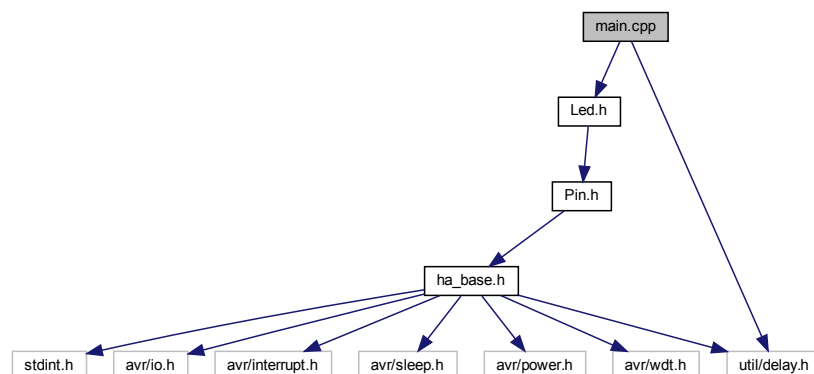 main.cpp
Led.h
Pin.h
ha_base.h
stdint.h
avr/io.h
avr/interrupt.h
avr/sleep.h
avr/power.h
avr/wdt.h
util/delay.h